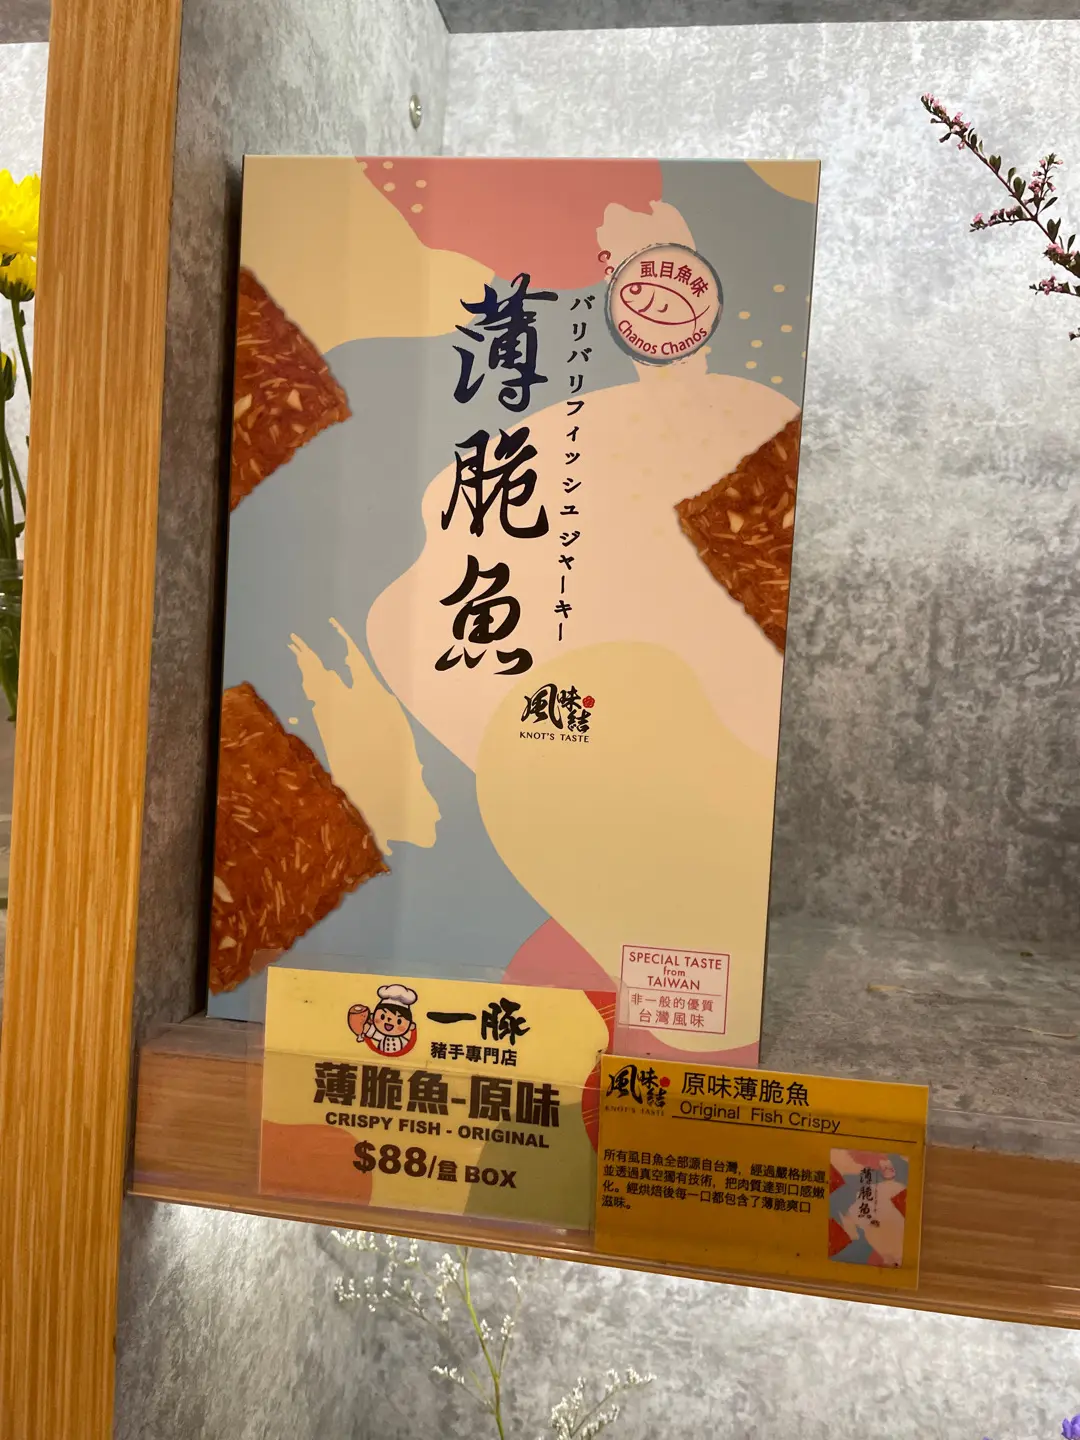 薄脆魚
バリバリフィッシュジャーキー
虱目魚味
Chanos Chanos
風味結
KNOT'S TASTE
SPECIAL TASTE
from
TAIWAN
非一般的優質
台灣風味
一豚
豬手專門店
薄脆魚-原味
CRISPY FISH - ORIGINAL
$88/盒 BOX
風味結
KNOT'S TASTE
原味薄脆魚
Original Fish Crispy
所有虱目魚全部源自台灣，經過嚴格挑選，
並透過真空獨有技術，把肉質達到口感嫩
化。經烘焙後每一口都包含了薄脆爽口
滋味。
薄脆魚